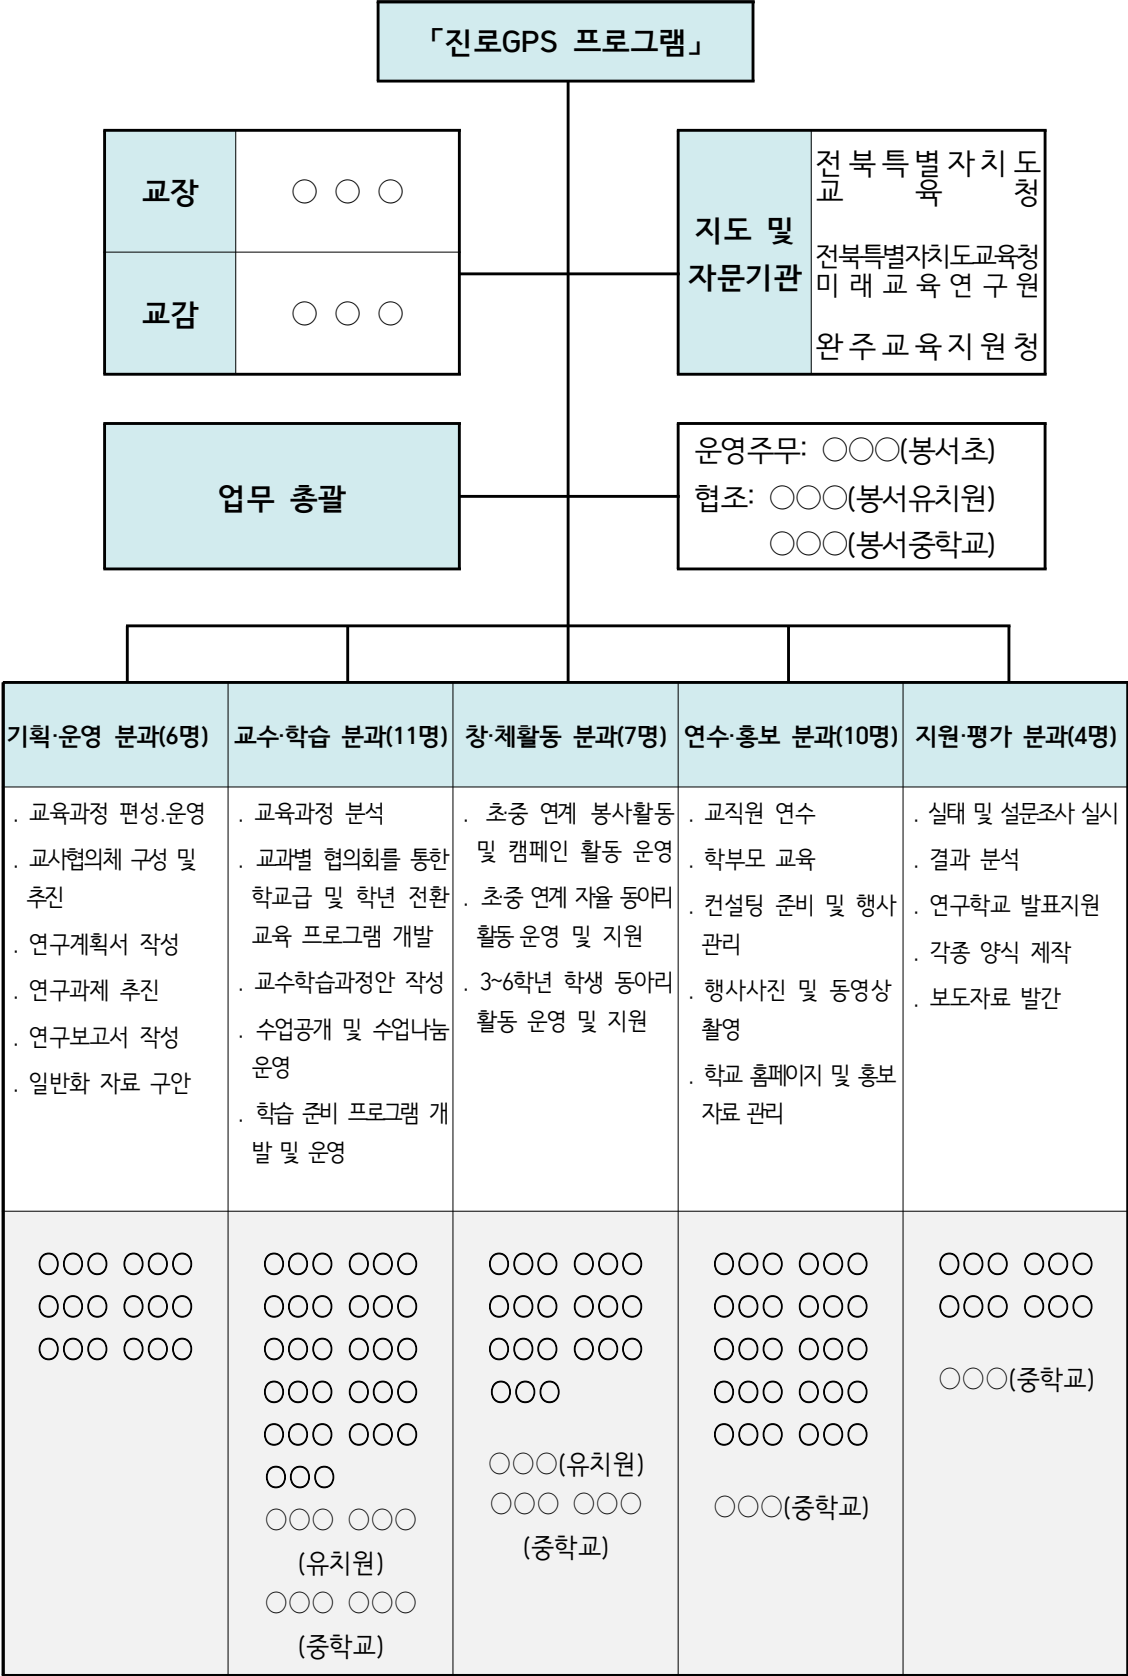 「진로GPS 프로그램」
교장
○ ○ ○
교감
○ ○ ○
지도 및
자문기관
전북특별자치도
교육청
전북특별자치도교육청
미래교육연구원
완주교육지원청
업무 총괄
운영주무: ○○○(봉서초)
협조: ○○○(봉서유치원)
○○○(봉서중학교)
기획·운영 분과(6명)
. 교육과정 편성.운영
. 교사협의체 구성 및
추진
. 연구계획서 작성
. 연구과제 추진
. 연구보고서 작성
. 일반화 자료 구안
○○○ ○○○
○○○ ○○○
○○○ ○○○
교수·학습 분과(11명)
. 교육과정 분석
. 교과별 협의회를 통한
학교급 및 학년 전환
교육 프로그램 개발
. 교수학습과정안 작성
. 수업공개 및 수업나눔
운영
. 학습 준비 프로그램 개
발 및 운영
○○○ ○○○
○○○ ○○○
○○○ ○○○
○○○ ○○○
○○○ ○○○
○○○
○○○ ○○○
(유치원)
○○○ ○○○
(중학교)
창·체활동 분과(7명)
. 초중 연계 봉사활동
및 캠페인 활동 운영
. 초·중 연계 자율 동아리
활동 운영 및 지원
. 3~6학년 학생 동아리
활동 운영 및 지원
○○○ ○○○
○○○ ○○○
○○○ ○○○
○○○
○○○(유치원)
○○○ ○○○
(중학교)
연수·홍보 분과(10명)
. 교직원 연수
. 학부모 교육
. 컨설팅 준비 및 행사
관리
. 행사사진 및 동영상
촬영
. 학교 홈페이지 및 홍보
자료 관리
○○○ ○○○
○○○ ○○○
○○○ ○○○
○○○ ○○○
○○○ ○○○
○○○(중학교)
지원·평가 분과(4명)
. 실태 및 설문조사 실시
. 결과 분석
. 연구학교 발표지원
. 각종 양식 제작
. 보도자료 발간
○○○ ○○○
○○○ ○○○
○○○(중학교)